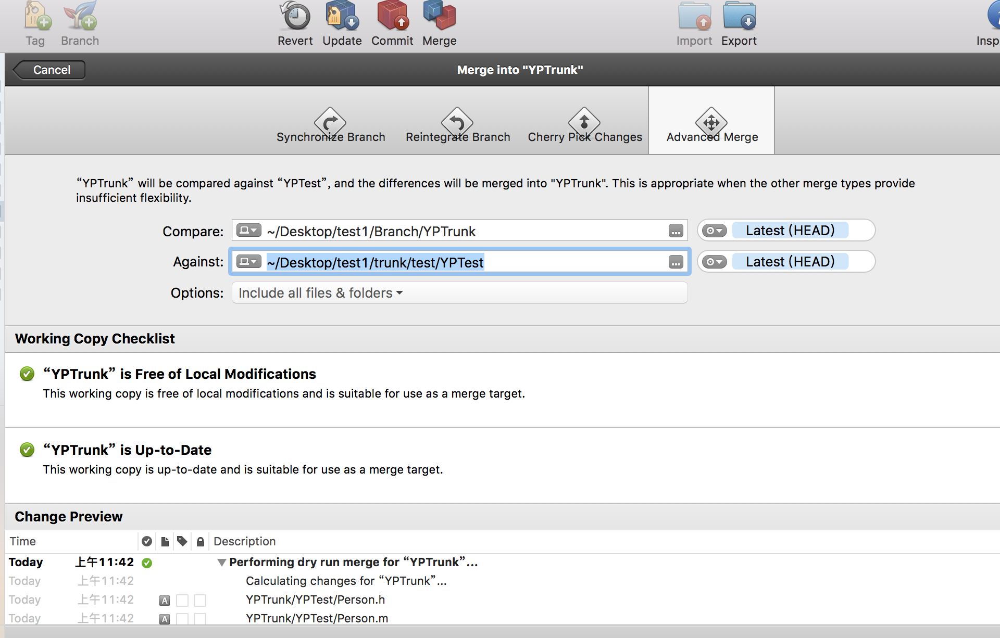 Tag Branch Revert Update Commit Merge Import Export Insp
Cancel Merge into "YPTrunk"
Synchronize Branch Reintegrate Branch Cherry Pick Changes Advanced Merge
“YPTrunk” will be compared against “YPTest”, and the differences will be merged into "YPTrunk". This is appropriate when the other merge types provide
insufficient flexibility.
Compare: ~/Desktop/test1/Branch/YPTrunk ... Latest (HEAD)
Against: ~/Desktop/test1/trunk/test/YPTest ... Latest (HEAD)
Options: Include all files & folders
Working Copy Checklist
“YPTrunk” is Free of Local Modifications
This working copy is free of local modifications and is suitable for use as a merge target.
“YPTrunk” is Up-to-Date
This working copy is up-to-date and is suitable for use as a merge target.
Change Preview
Time Description
Today 上午11:42 Performing dry run merge for “YPTrunk”...
Today 上午11:42 Calculating changes for “YPTrunk”...
Today 上午11:42 A YPTrunk/YPTest/Person.h
Today 上午11:42 A YPTrunk/YPTest/Person.m